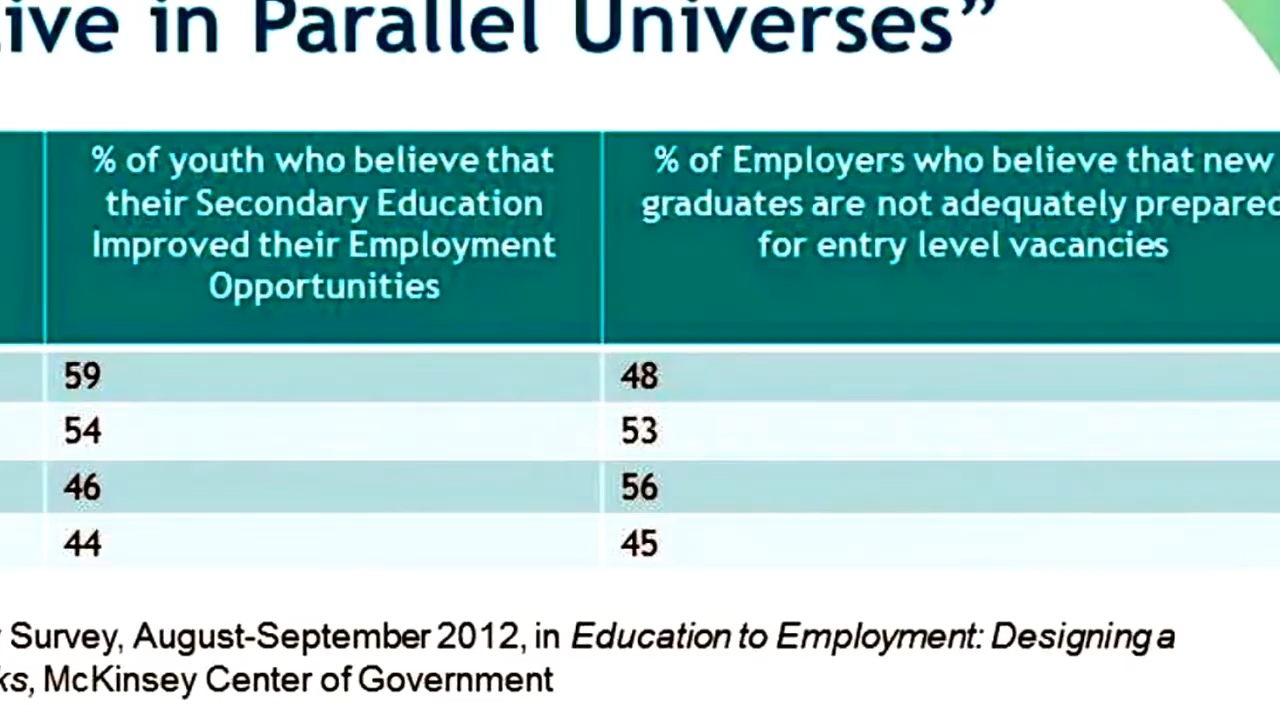 in Parallel Universes”
% of youth who believe that
their Secondary Education
Improved their Employment
Opportunities
% of Employers who believe that new
graduates are not adequately prepared
for entry level vacancies
59 48
54 53
46 56
44 45
Survey, August-September 2012, in Education to Employment: Designing a
McKinsey Center of Government